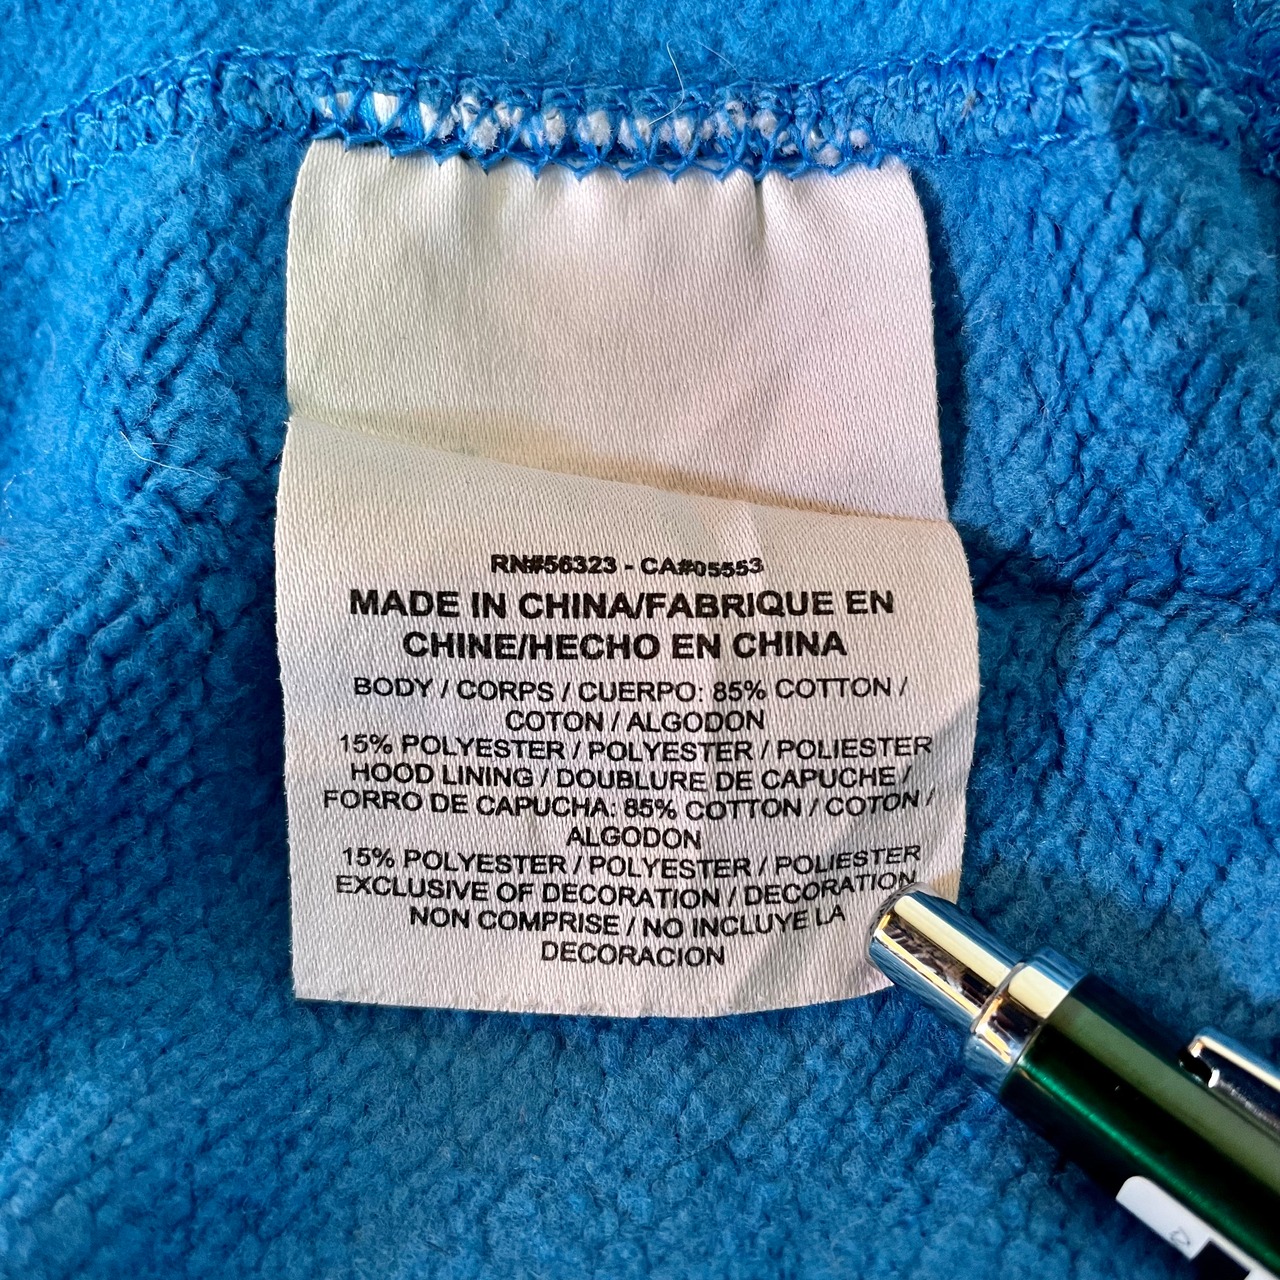 RN#56323 - CA#05553
MADE IN CHINA/FABRIQUE EN
CHINE/HECHO EN CHINA
BODY / CORPS / CUERPO: 85% COTTON /
COTON / ALGODON
15% POLYESTER / POLYESTER / POLIESTER
HOOD LINING / DOUBLURE DE CAPUCHE /
FORRO DE CAPUCHA: 85% COTTON / COTON /
ALGODON
15% POLYESTER / POLYESTER / POLIESTER
EXCLUSIVE OF DECORATION / DECORATION
NON COMPRISE / NO INCLUYE LA
DECORACION